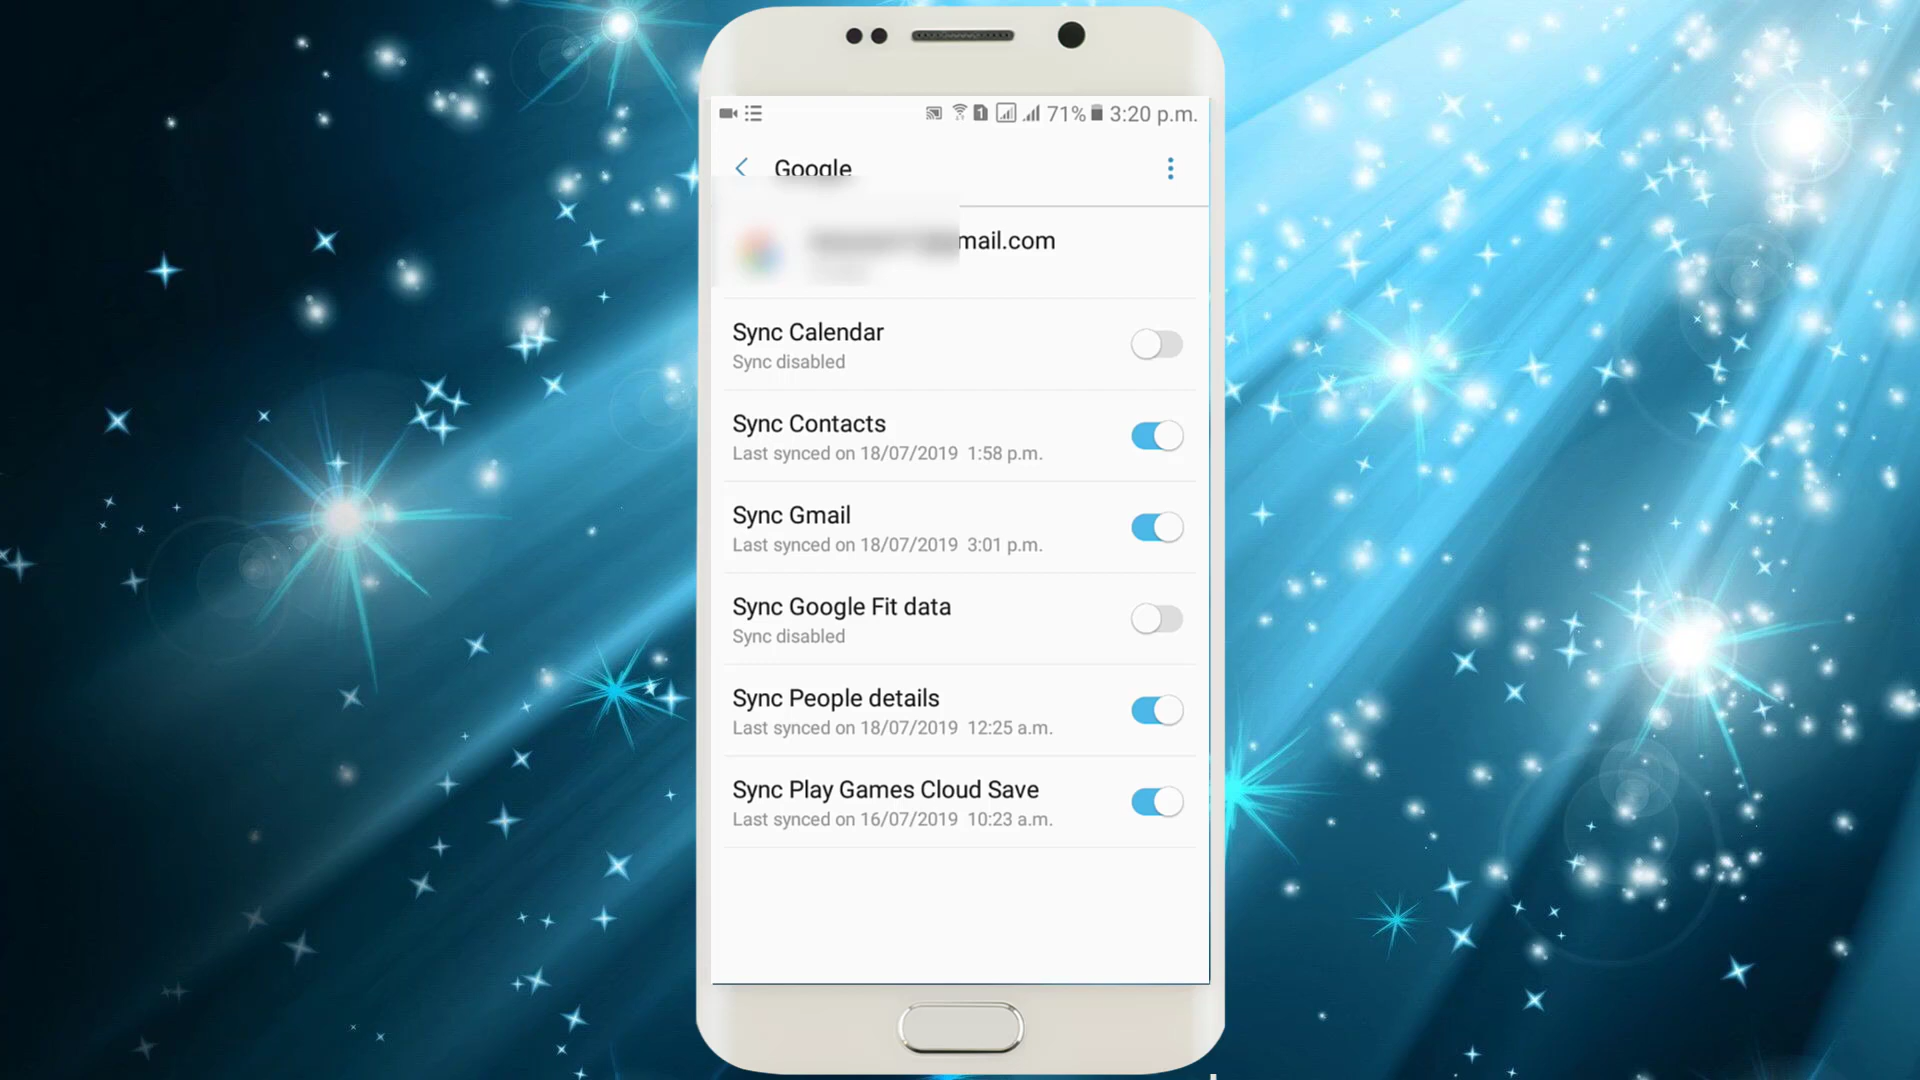 71% 3:20 p.m.
Google
mail.com
Sync Calendar
Sync disabled
Sync Contacts
Last synced on 18/07/2019 1:58 p.m.
Sync Gmail
Last synced on 18/07/2019 3:01 p.m.
Sync Google Fit data
Sync disabled
Sync People details
Last synced on 18/07/2019 12:25 a.m.
Sync Play Games Cloud Save
Last synced on 16/07/2019 10:23 a.m.